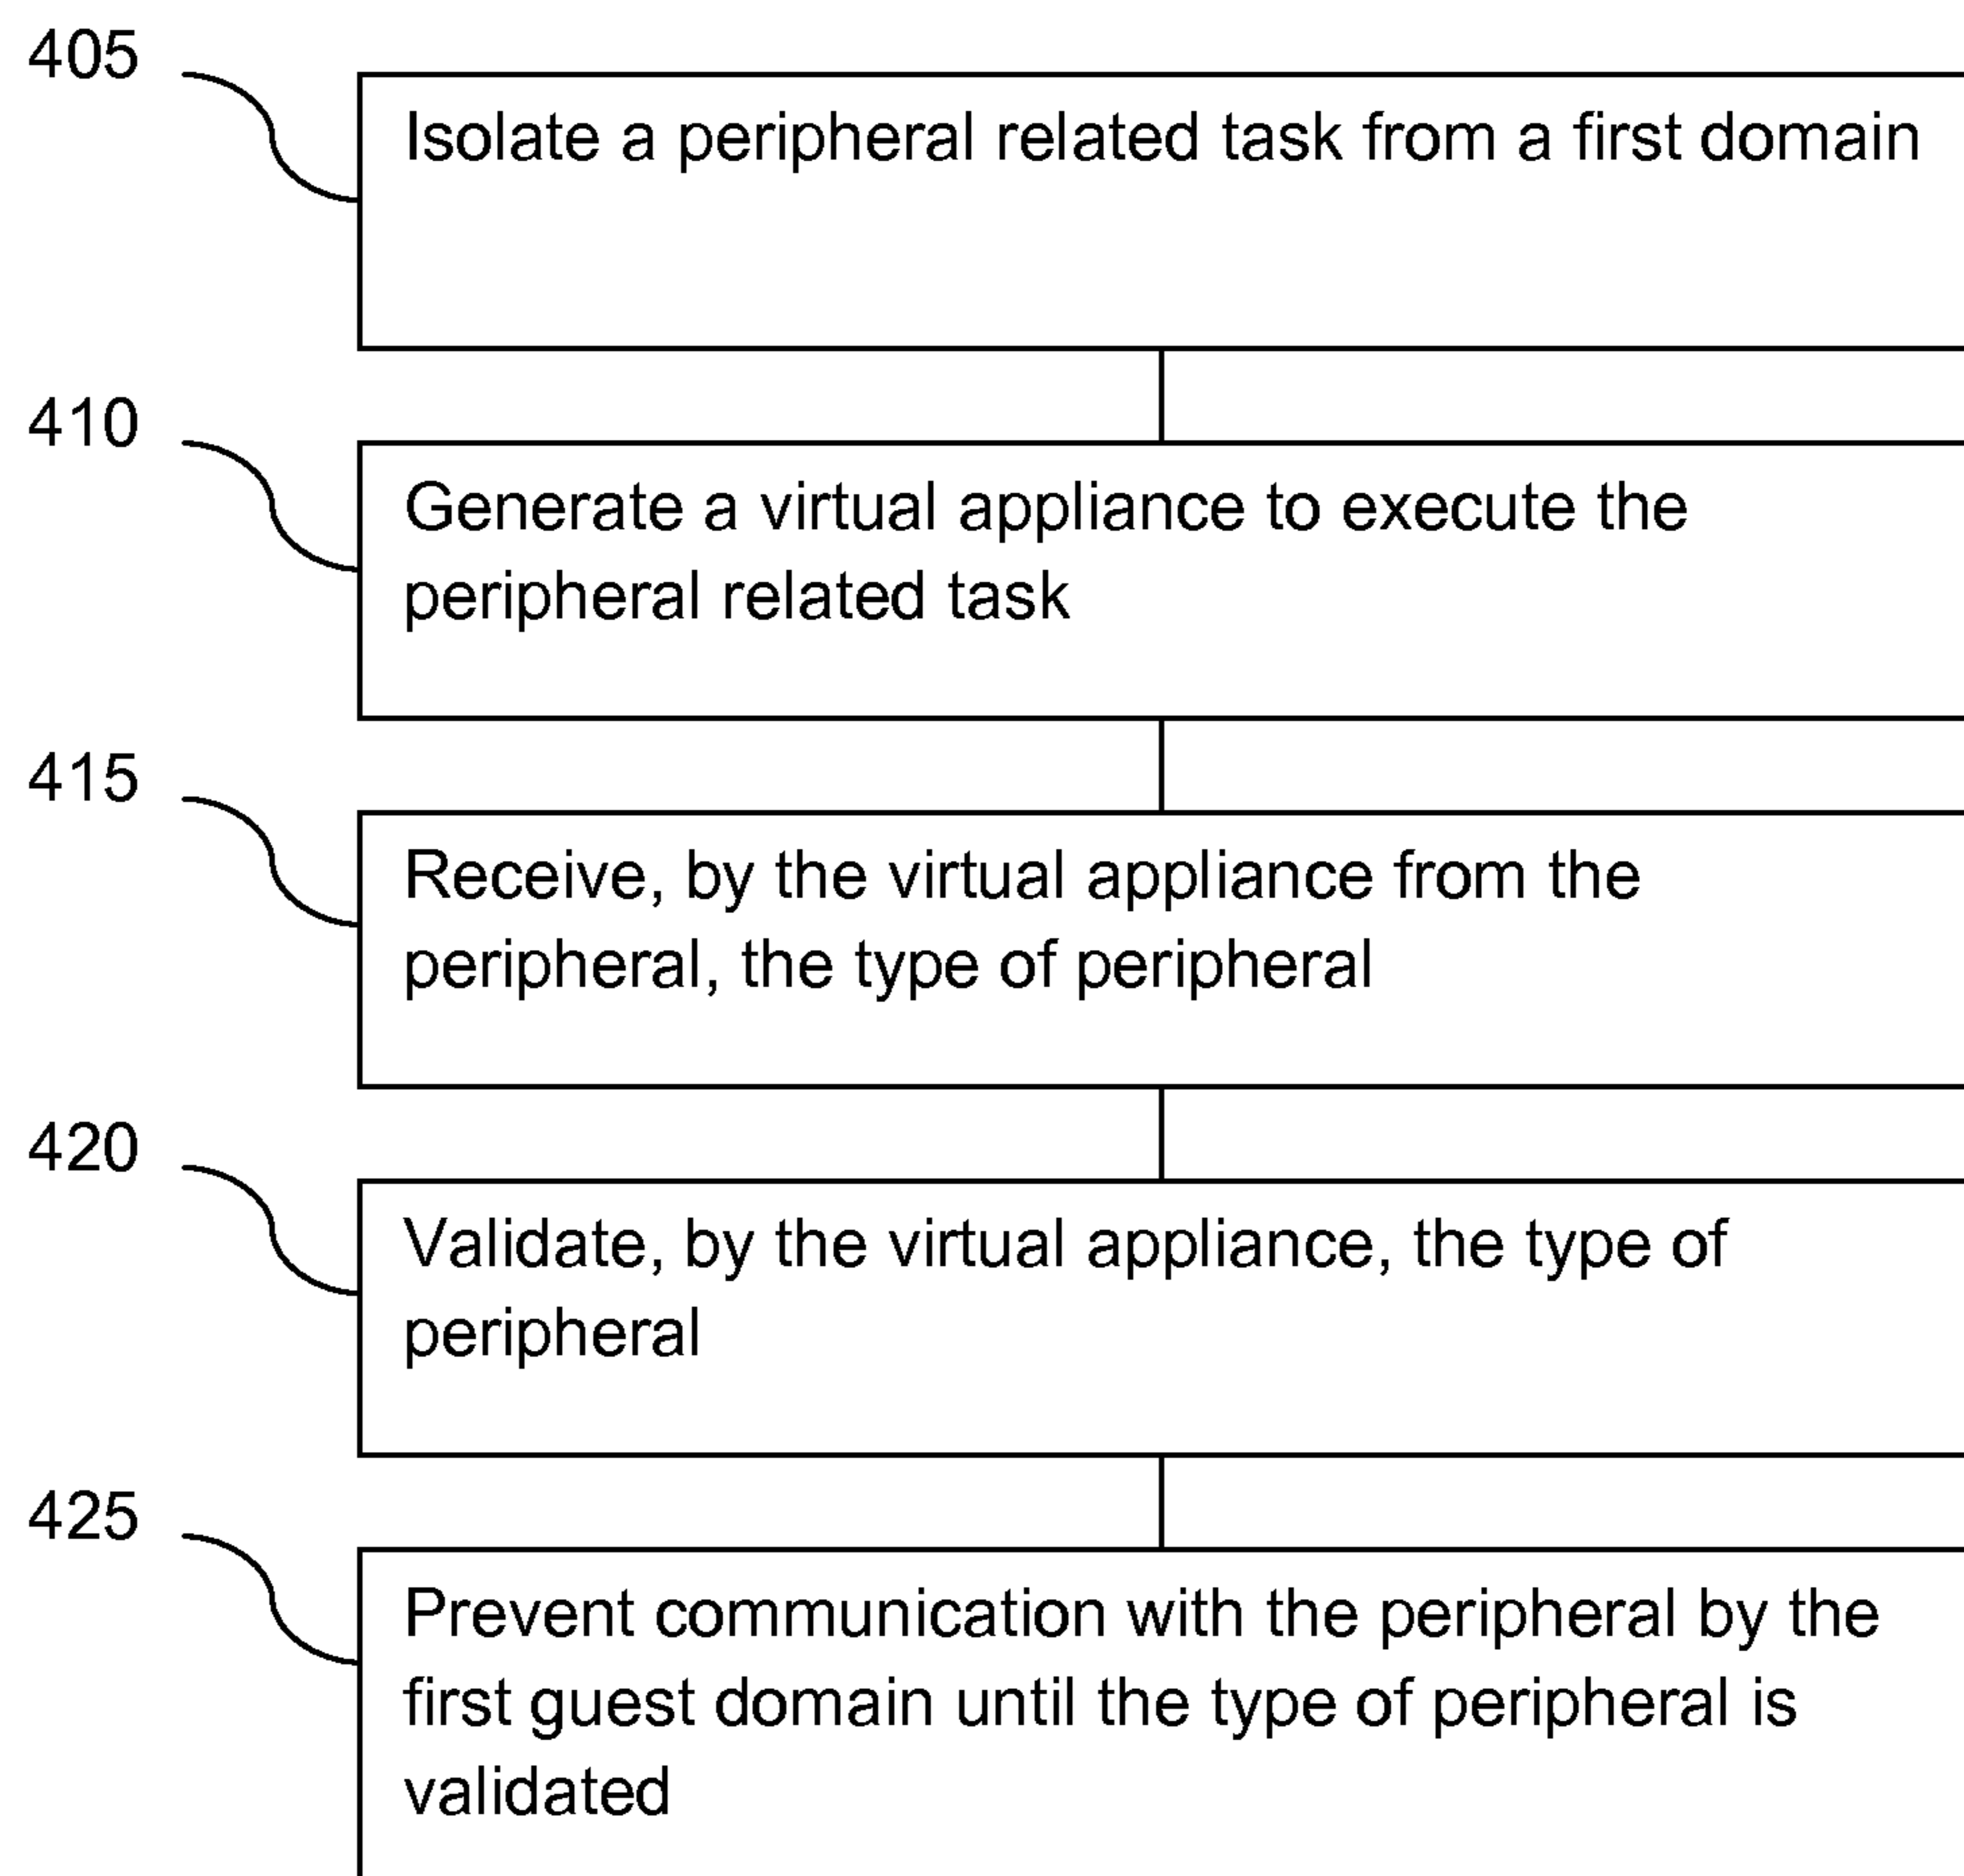 405
Isolate a peripheral related task from a first domain
410
Generate a virtual appliance to execute the
peripheral related task
415
Receive, by the virtual appliance from the
peripheral, the type of peripheral
420
Validate, by the virtual appliance, the type of
peripheral
425
Prevent communication with the peripheral by the
first guest domain until the type of peripheral is
validated